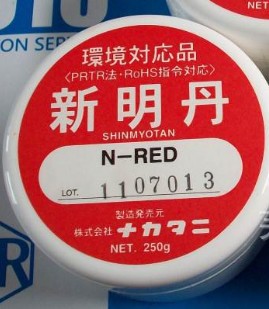 ION SERV
環境対応品
〈PRTR法・RoHS指令対応〉
新明丹
SHINMYOTAN
N-RED
LOT. 1107013
製造発売元
株式会社ナカタニ
NET. 250g
R